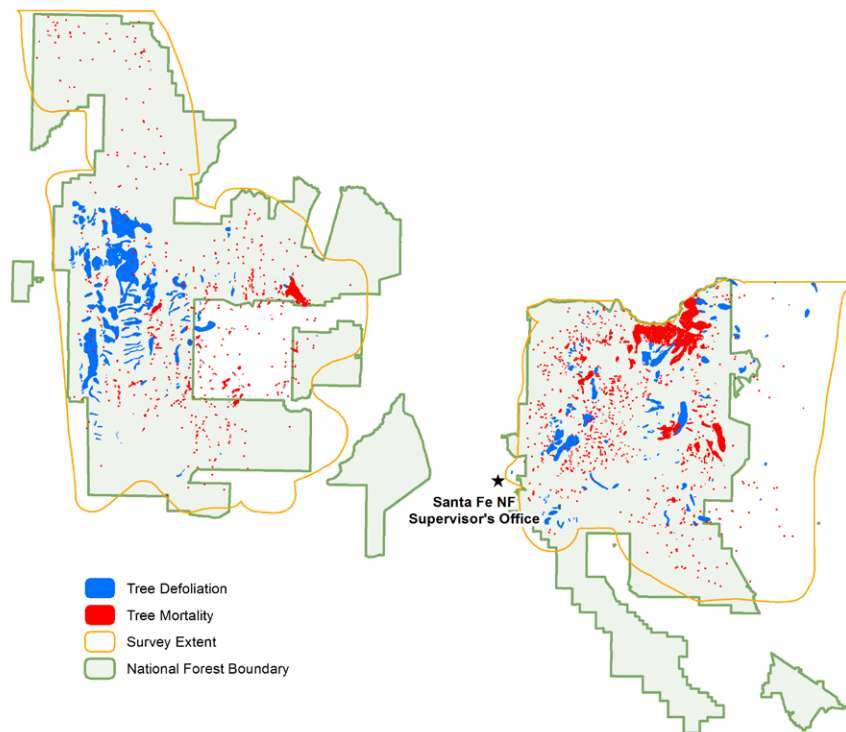 Santa Fe NF
Supervisor's Office
Tree Defoliation
Tree Mortality
Survey Extent
National Forest Boundary